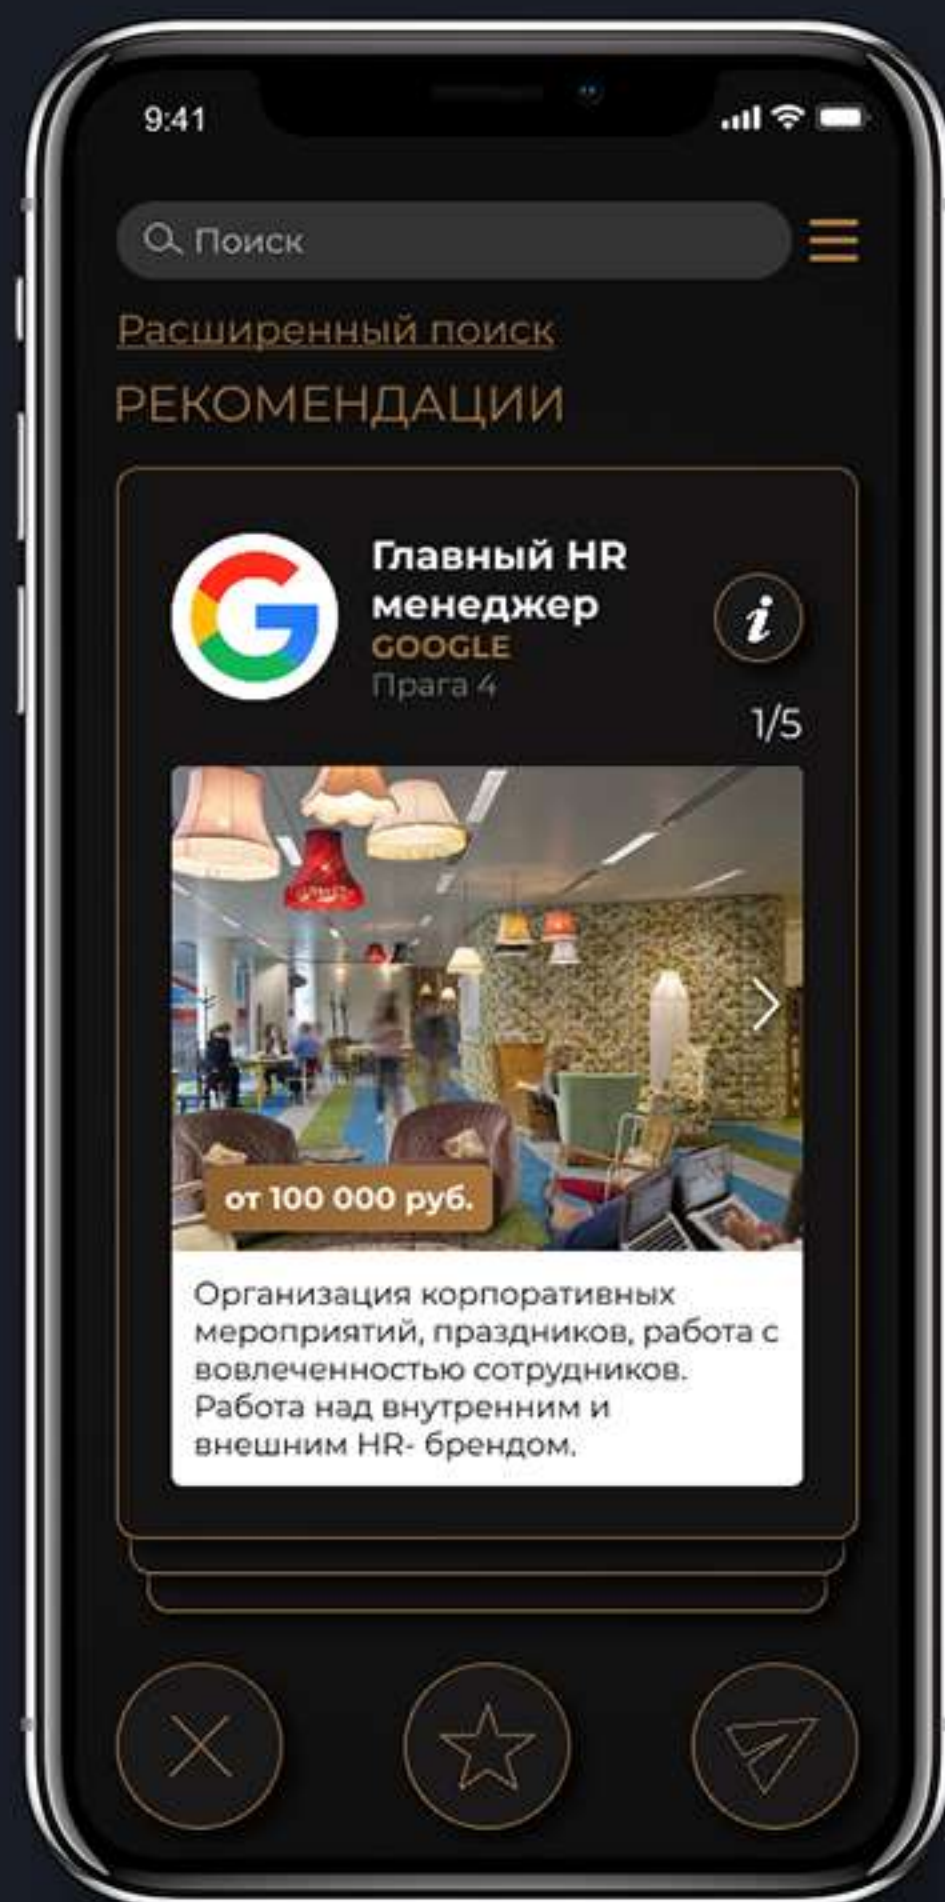 9:41
Поиск
Расширенный поиск
РЕКОМЕНДАЦИИ
Главный HR
менеджер
GOOGLE
Прага 4
i
1/5
от 100 000 руб.
Организация корпоративных
мероприятий, праздников, работа с
вовлеченностью сотрудников.
Работа над внутренним и
внешним HR- брендом.